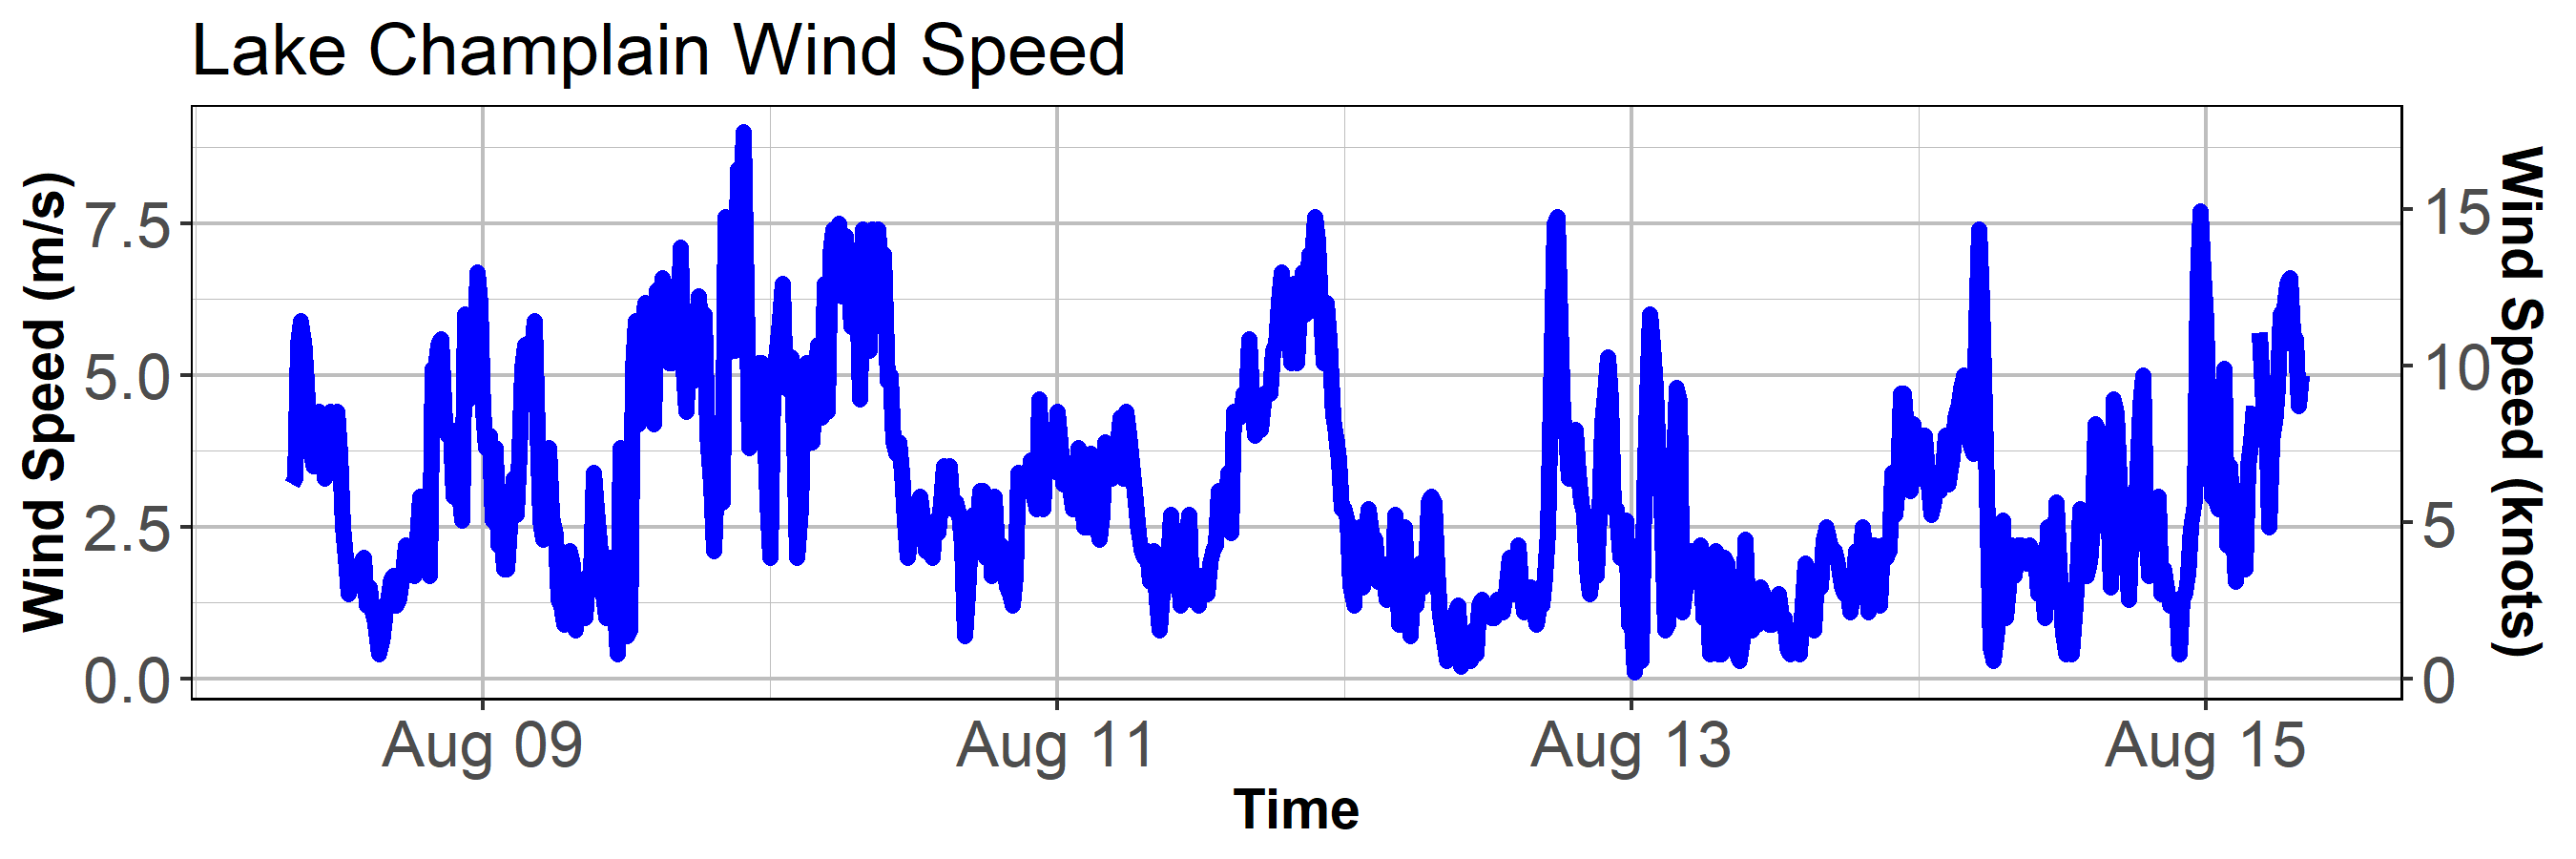 Lake Champlain Wind Speed
Wind Speed (m/s)
7.5
5.0
2.5
0.0
15
10
5
0
Wind Speed (knots)
Aug 09
Aug 11
Aug 13
Aug 15
Time